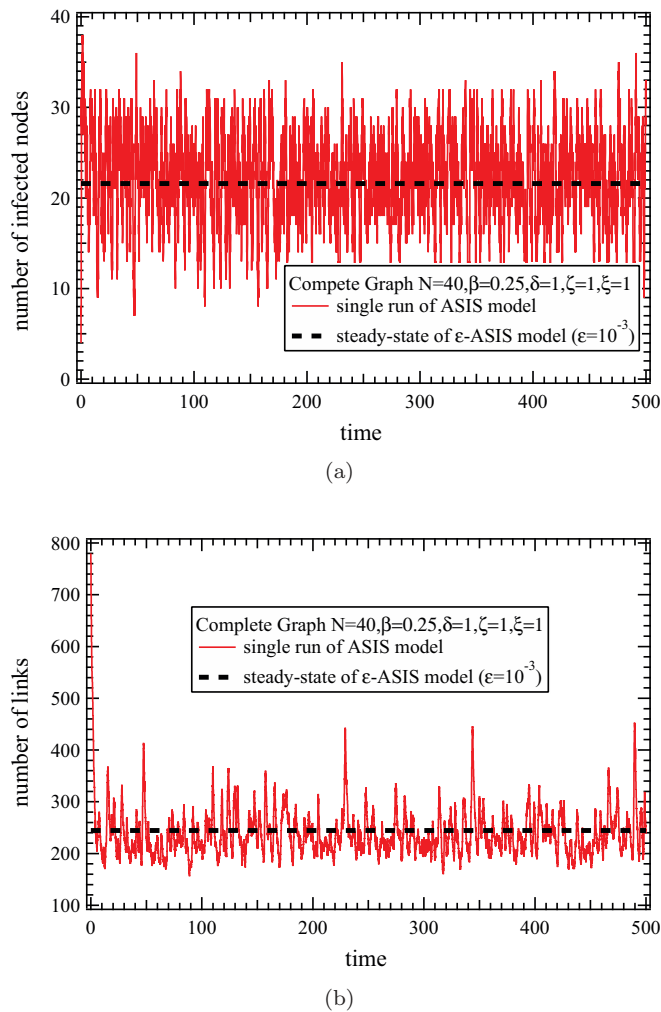 40
30
20
10
0
number of infected nodes
Compete Graph N=40,β=0.25,δ=1,ζ=1,ξ=1
single run of ASIS model
steady-state of ε-ASIS model (ε=10⁻³)
0 100 200 300 400 500
time
(a)
800
700
600
500
400
300
200
100
number of links
Complete Graph N=40,β=0.25,δ=1,ζ=1,ξ=1
single run of ASIS model
steady-state of ε-ASIS model (ε=10⁻³)
0 100 200 300 400 500
time
(b)